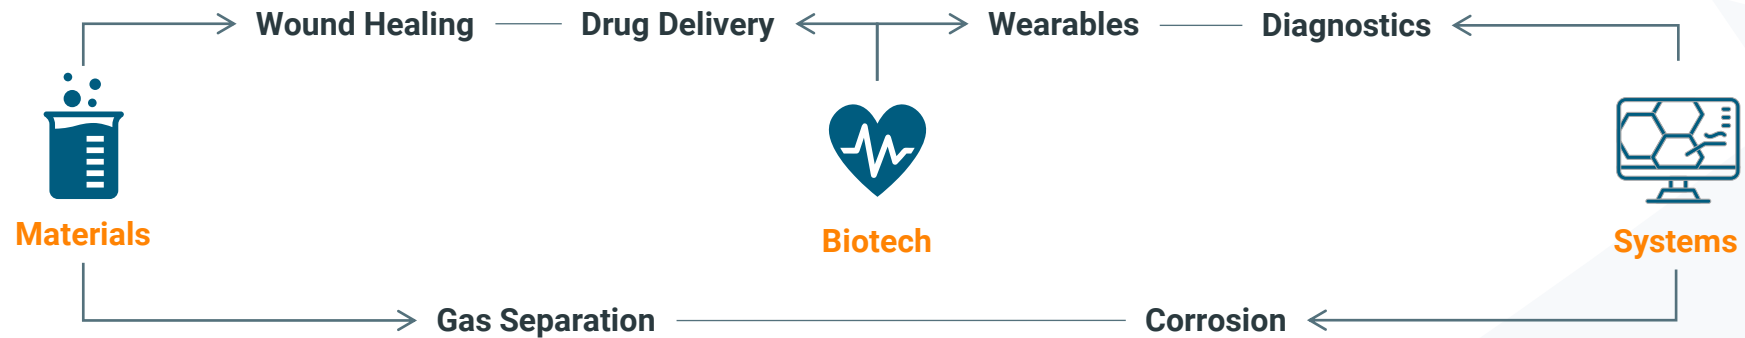 Wound Healing
Drug Delivery
Wearables
Diagnostics
Materials
Biotech
Systems
Gas Separation
Corrosion